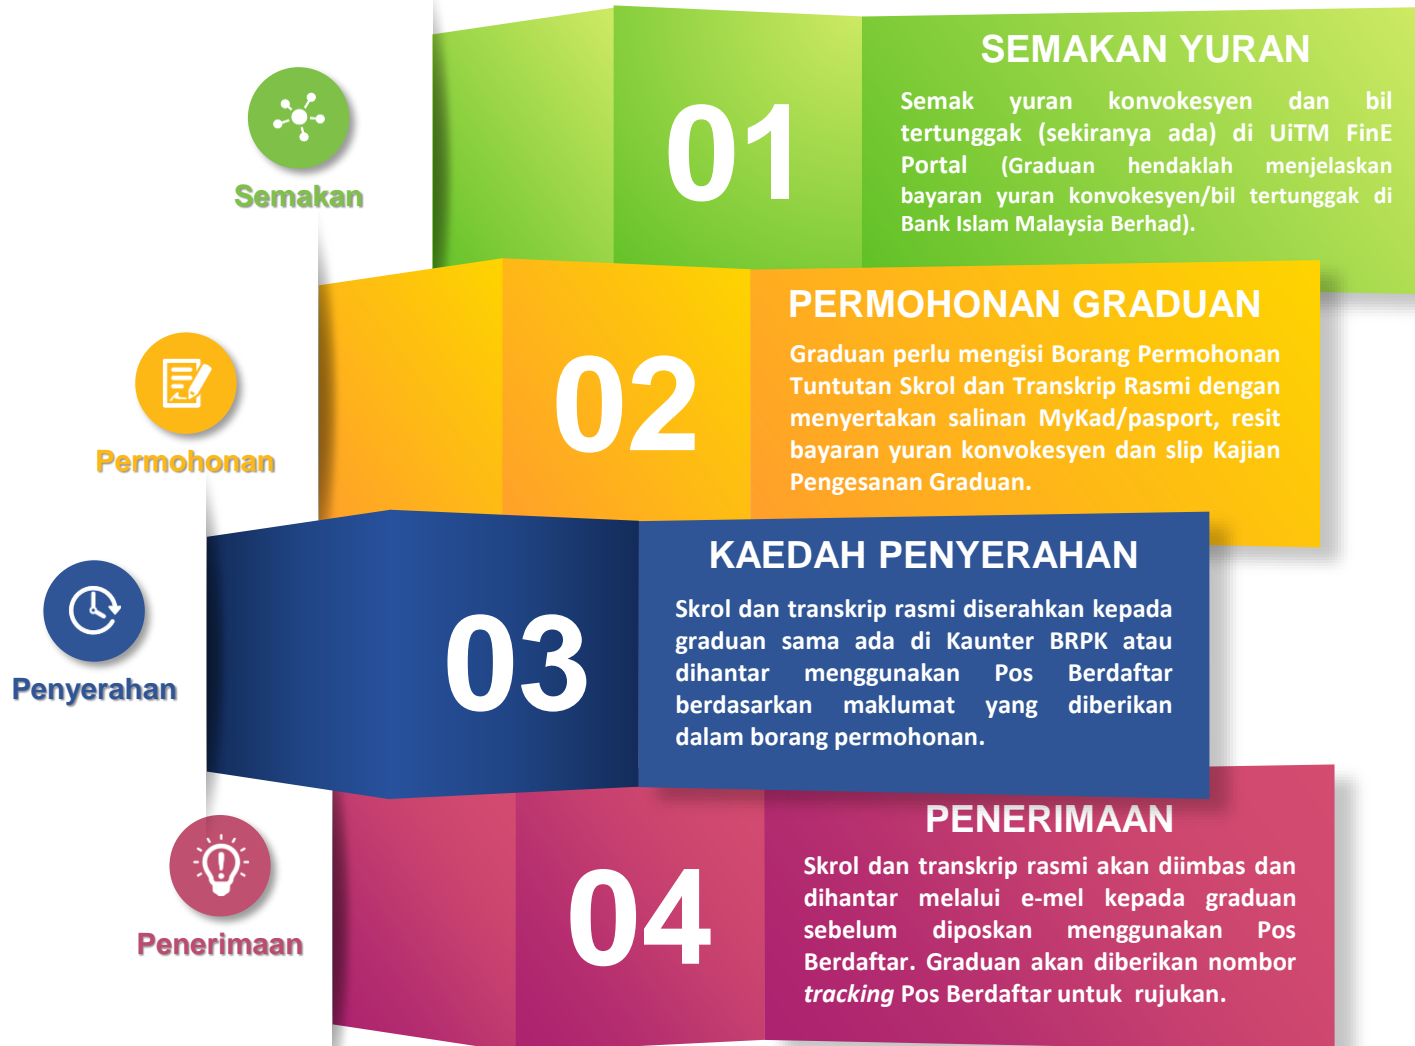 Semakan
01
SEMAKAN YURAN
Semak yuran konvokesyen dan bil
tertunggak (sekiranya ada) di UiTM FinE
Portal (Graduan hendaklah menjelaskan
bayaran yuran konvokesyen/bil tertunggak di
Bank Islam Malaysia Berhad).
Permohonan
02
PERMOHONAN GRADUAN
Graduan perlu mengisi Borang Permohonan
Tuntutan Skrol dan Transkrip Rasmi dengan
menyertakan salinan MyKad/pasport, resit
bayaran yuran konvokesyen dan slip Kajian
Pengesanan Graduan.
Penyerahan
03
KAEDAH PENYERAHAN
Skrol dan transkrip rasmi diserahkan kepada
graduan sama ada di Kaunter BRPK atau
dihantar menggunakan Pos Berdaftar
berdasarkan maklumat yang diberikan
dalam borang permohonan.
Penerimaan
04
PENERIMAAN
Skrol dan transkrip rasmi akan diimbas dan
dihantar melalui e-mel kepada graduan
sebelum diposkan menggunakan Pos
Berdaftar. Graduan akan diberikan nombor
tracking Pos Berdaftar untuk rujukan.